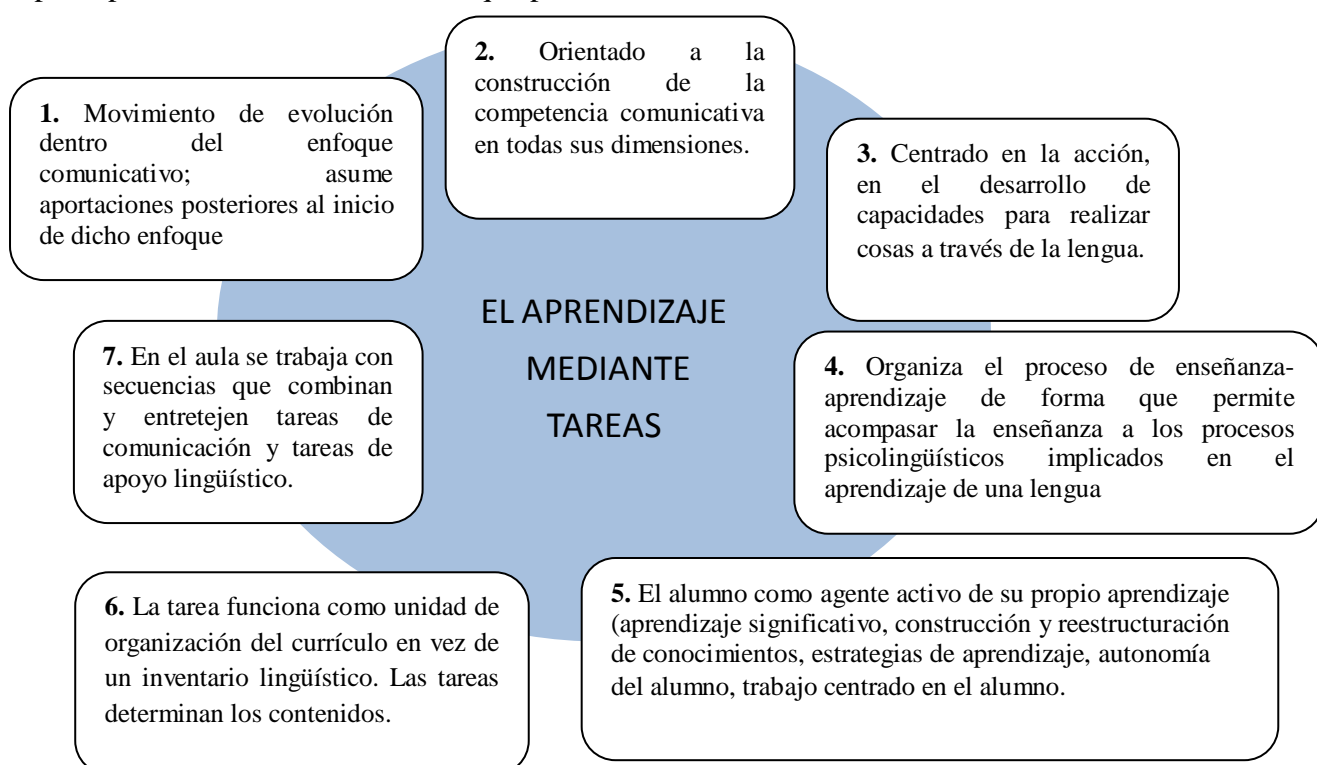 1. Movimiento de evolución
dentro del enfoque
comunicativo; asume
aportaciones posteriores al inicio
de dicho enfoque
2. Orientado a la
construcción de la
competencia comunicativa
en todas sus dimensiones.
3. Centrado en la acción,
en el desarrollo de
capacidades para realizar
cosas a través de la lengua.
EL APRENDIZAJE
MEDIANTE
TAREAS
4. Organiza el proceso de enseñanza-
aprendizaje de forma que permite
acompasar la enseñanza a los procesos
psicolingüísticos implicados en el
aprendizaje de una lengua
5. El alumno como agente activo de su propio aprendizaje
(aprendizaje significativo, construcción y reestructuración
de conocimientos, estrategias de aprendizaje, autonomía
del alumno, trabajo centrado en el alumno.
6. La tarea funciona como unidad de
organización del currículo en vez de
un inventario lingüístico. Las tareas
determinan los contenidos.
7. En el aula se trabaja con
secuencias que combinan
y entretejen tareas de
comunicación y tareas de
apoyo lingüístico.